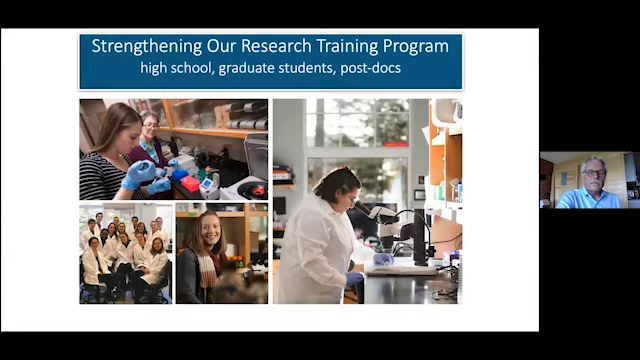 Strengthening Our Research Training Program
high school, graduate students, post-docs